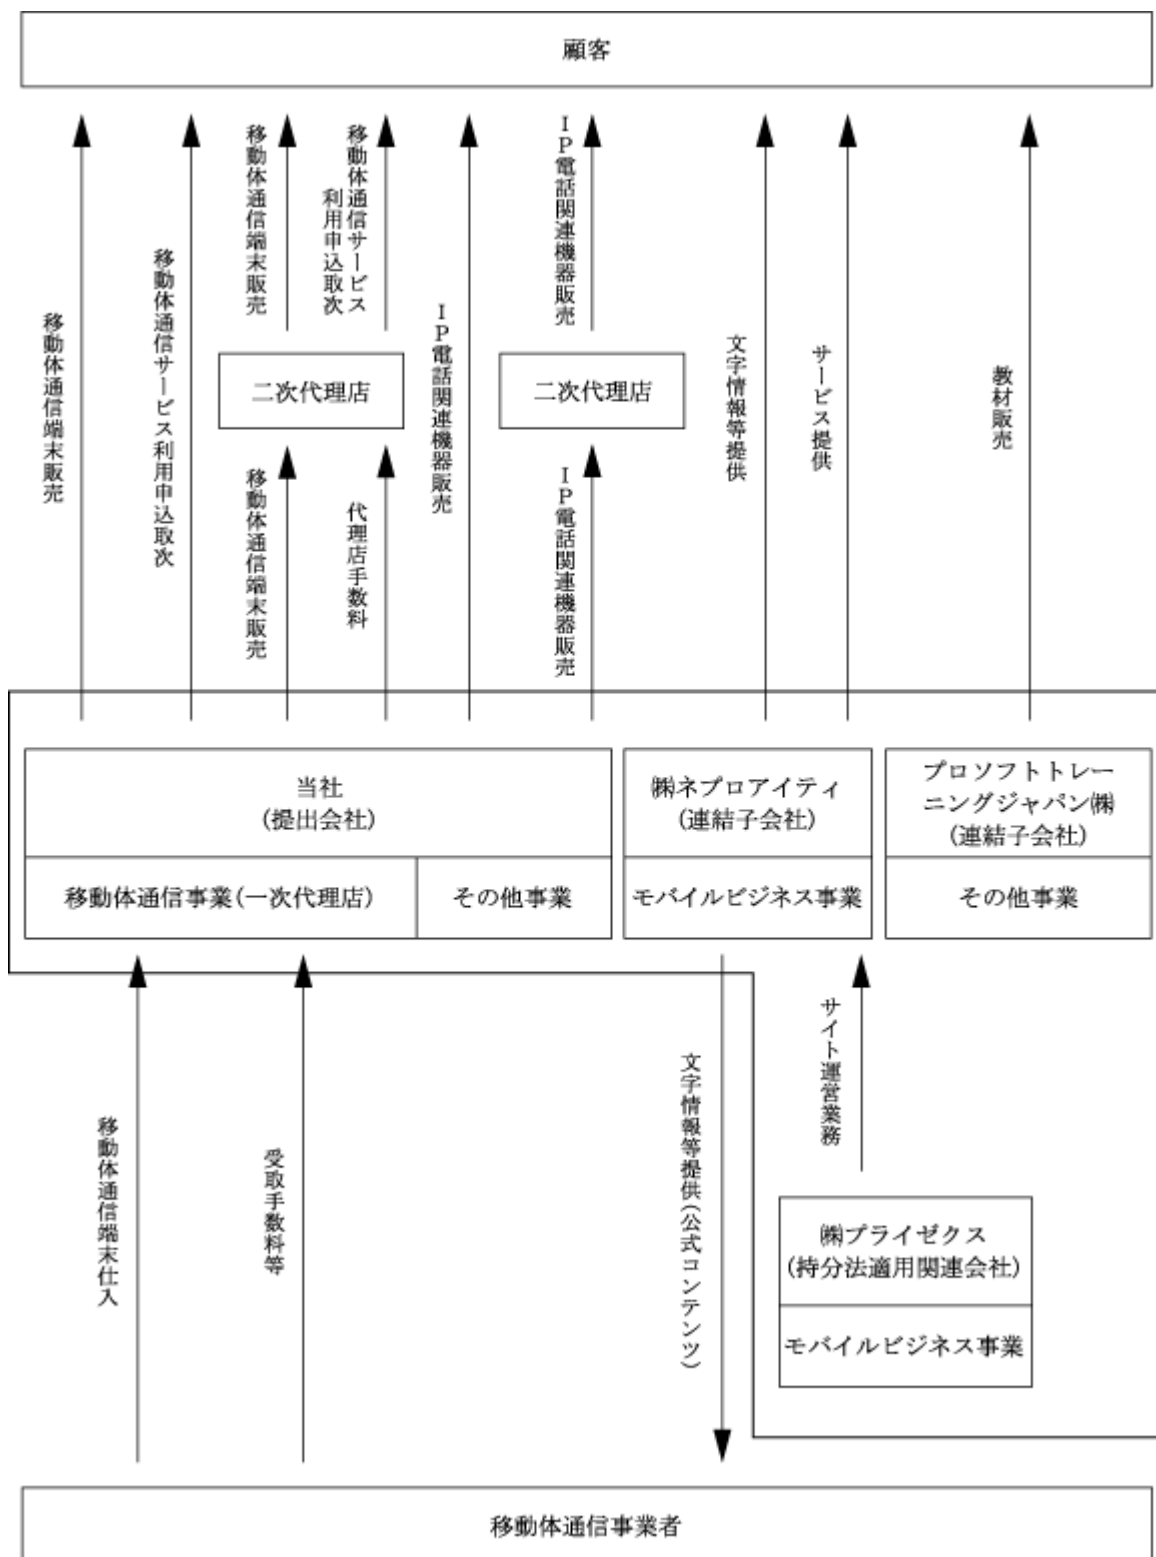 顧客
移動体通信端末販売
移動体通信サービス利用申込取次
移動体通信端末販売
移動体通信サービス
利用申込取次
IP電話関連機器販売
IP電話関連機器販売
文字情報等提供
サービス提供
教材販売
二次代理店
二次代理店
移動体通信端末販売
代理店手数料
IP電話関連機器販売
当社
(提出会社)
移動体通信事業(一次代理店)
その他事業
㈱ネプロアイティ
(連結子会社)
モバイルビジネス事業
プロソフトトレー
ニングジャパン㈱
(連結子会社)
その他事業
移動体通信端末仕入
受取手数料等
文字情報等提供(公式コンテンツ)
サイト運営業務
㈱プライゼクス
(持分法適用関連会社)
モバイルビジネス事業
移動体通信事業者